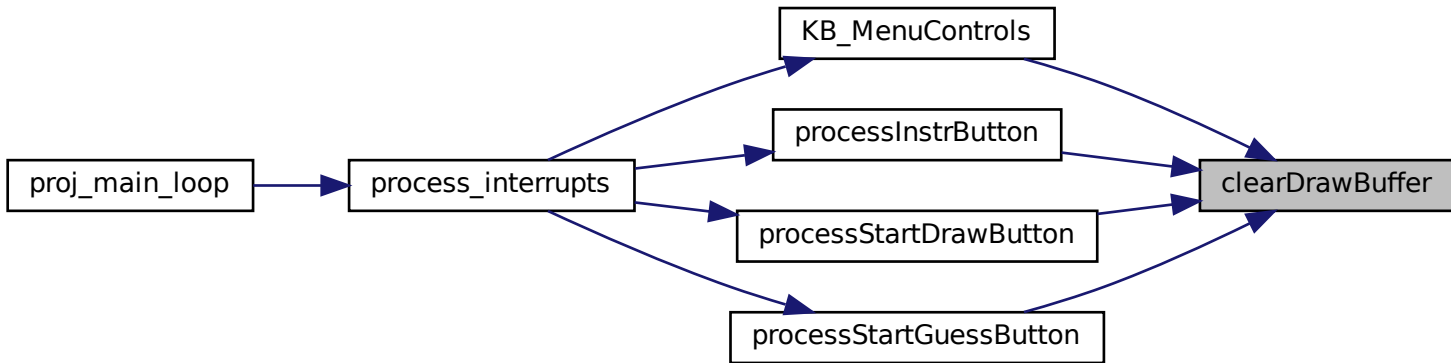 KB_MenuControls
processInstrButton
proj_main_loop
process_interrupts
clearDrawBuffer
processStartDrawButton
processStartGuessButton